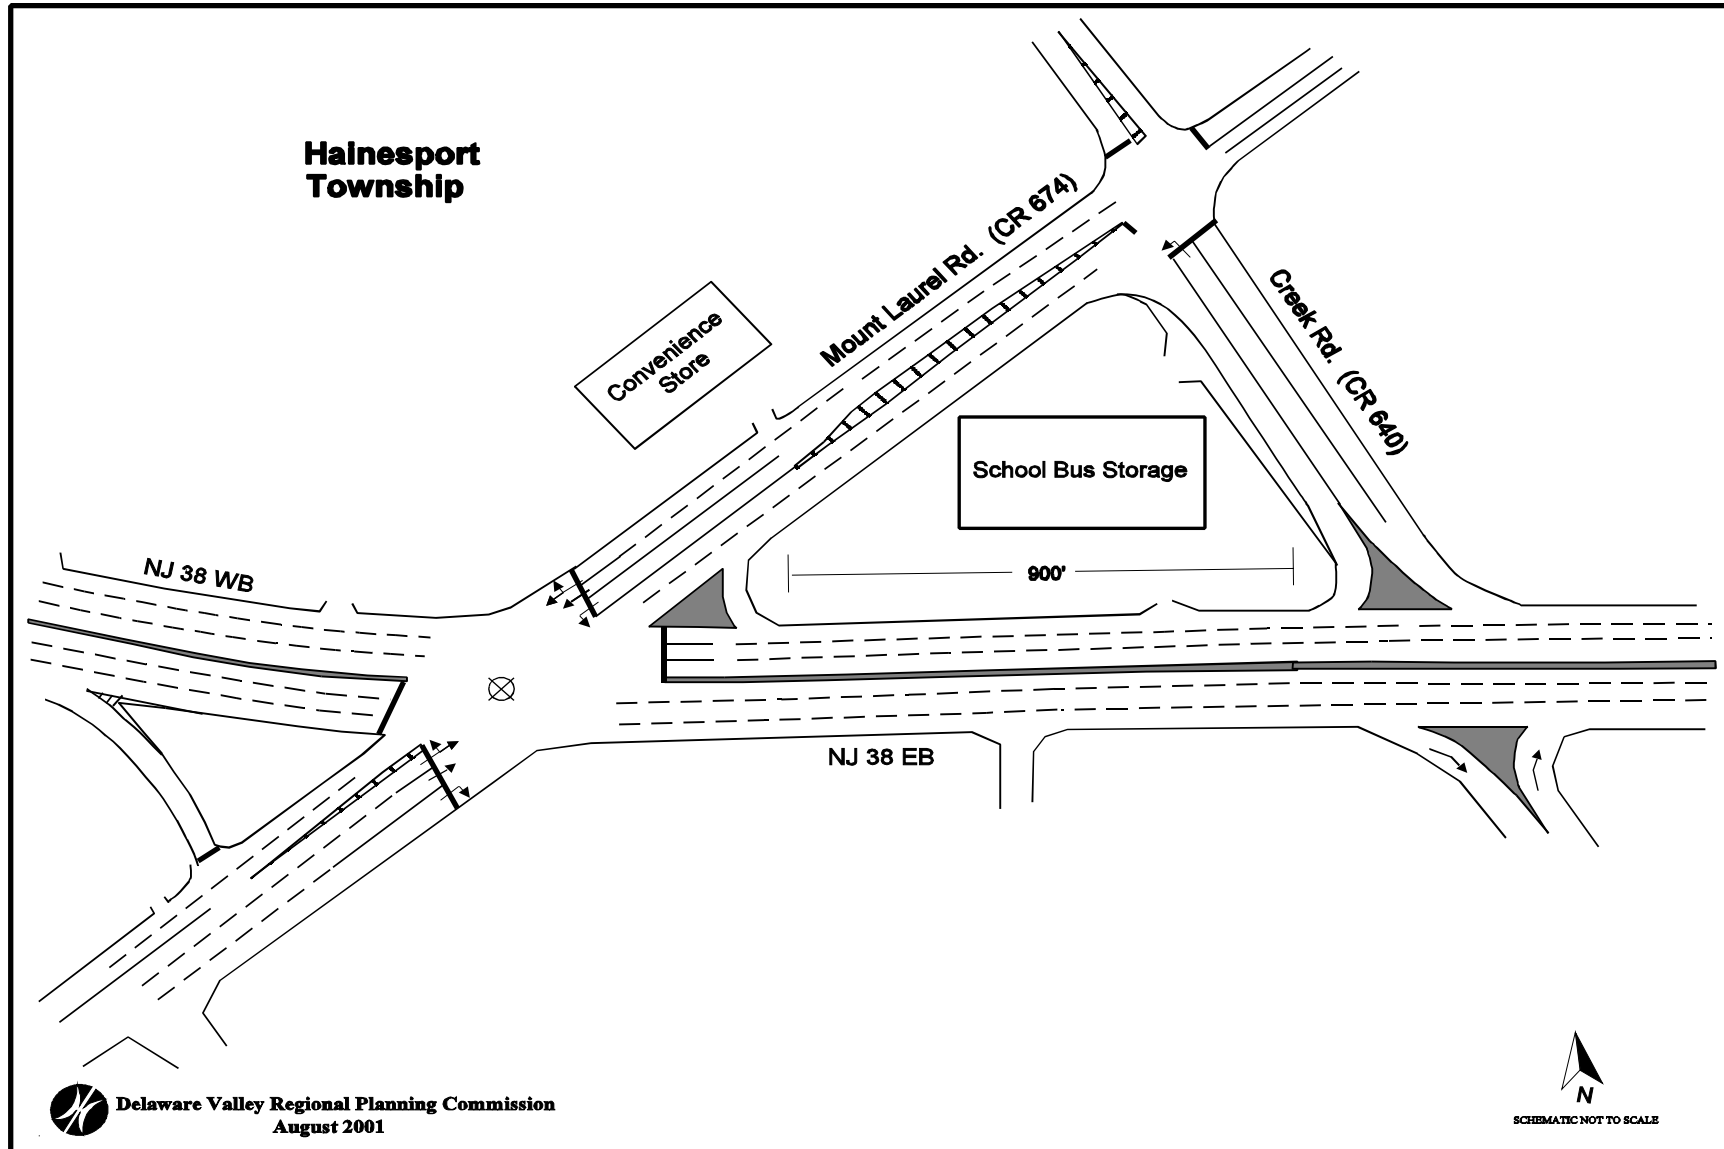 Hainesport
Township
Mount Laurel Rd. (CR 674)
Convenience
Store
Creek Rd. (CR 640)
School Bus Storage
NJ 38 WB
900'
NJ 38 EB
Delaware Valley Regional Planning Commission
August 2001
N
SCHEMATIC NOT TO SCALE